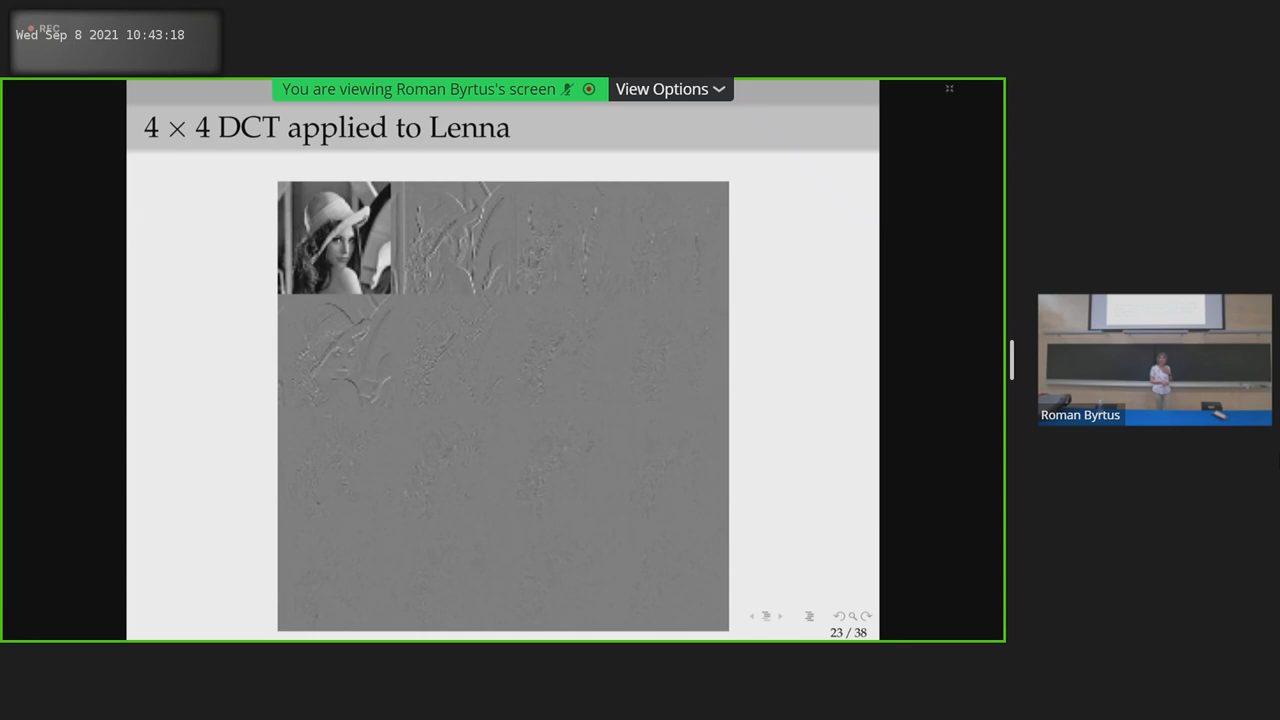 REC
Wed Sep 8 2021 10:43:18
You are viewing Roman Byrtus's screen
View Options
4 × 4 DCT applied to Lenna
Roman Byrtus
23 / 38